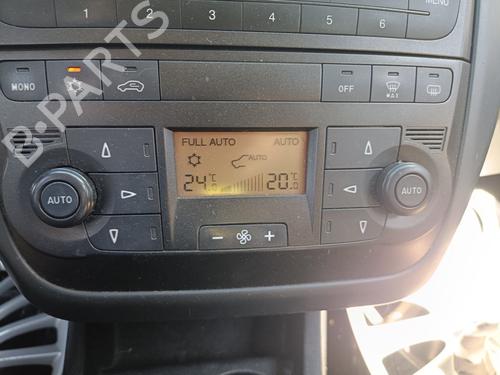 1 2 3 4 5 6 MENU
MONO OFF MAX
FULL AUTO AUTO
AUTO
24.0°C 20.0°C
AUTO AUTO
- +
B-PARTS